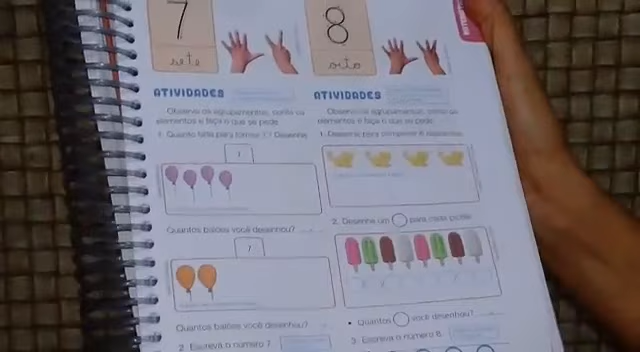 7
8
sete
oito
ATIVIDADES
ATIVIDADES
Observe os agrupamentos, conte os
elementos e faça o que se pede.
Observe os agrupamentos, conte os
elementos e faça o que se pede.
1. Quanto falta para formar 7? Desenhe
1. Desenhe para completar 8
7
Quantos balões você desenhou?
2. Desenhe um para cada picolé
7
Quantos balões você desenhou?
• Quantos você desenhou?
2. Escreva o número 7.
3. Escreva o número 8.